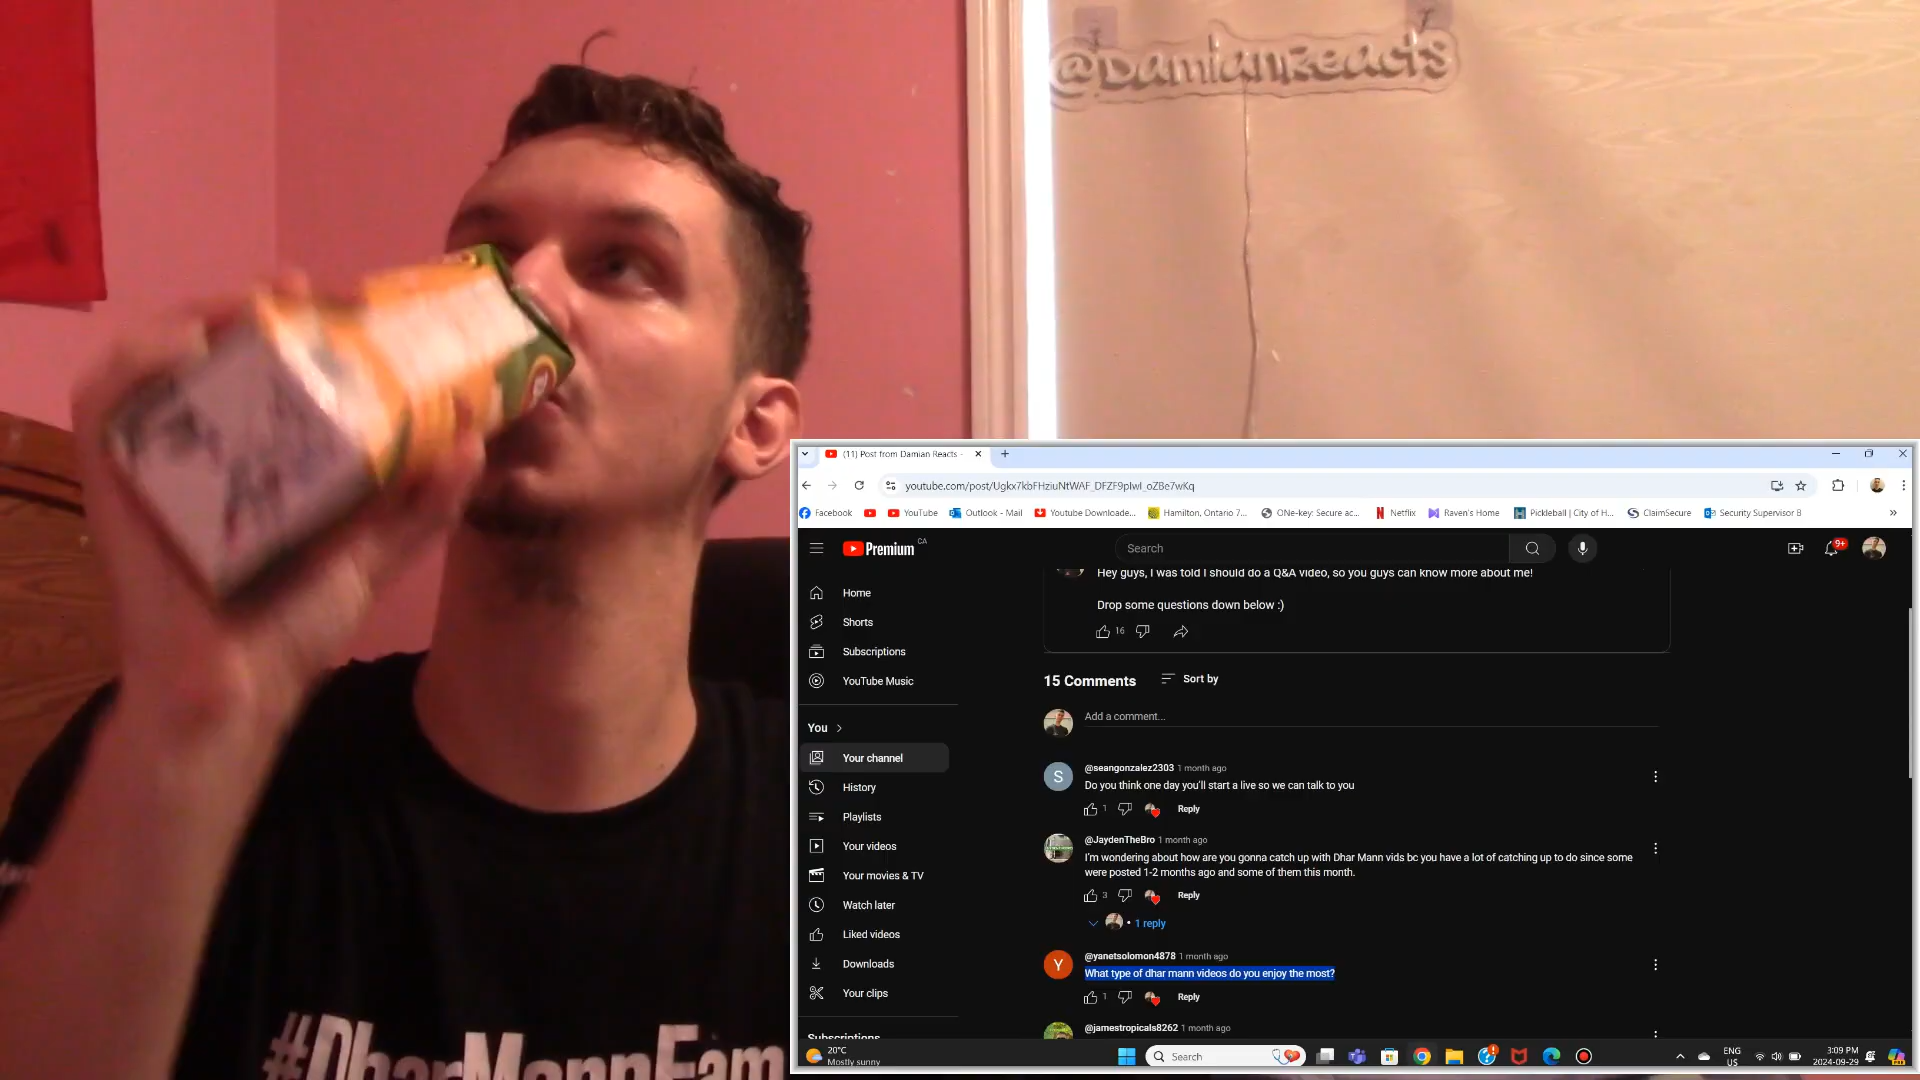 @DamianReacts
#DharMannFam
(11) Post from Damian Reacts -
youtube.com/post/Ugkx7kbFHziuNtWAF_DFZF9pIwI_oZBe7wKq
Facebook YouTube Outlook - Mail Youtube Downloade... Hamilton, Ontario 7... ONe-key: Secure ac... Netflix Raven's Home Pickleball | City of H... ClaimSecure Security Supervisor B
Premium CA
Search
9+
Home
Shorts
Subscriptions
YouTube Music
You
Your channel
History
Playlists
Your videos
Your movies & TV
Watch later
Liked videos
Downloads
Your clips
Subscriptions
Hey guys, I was told I should do a Q&A video, so you guys can know more about me!
Drop some questions down below :)
16
15 Comments Sort by
Add a comment...
S
@seangonzalez2303 1 month ago
Do you think one day you'll start a live so we can talk to you
1 Reply
@JaydenTheBro 1 month ago
I'm wondering about how are you gonna catch up with Dhar Mann vids bc you have a lot of catching up to do since some
were posted 1-2 months ago and some of them this month.
3 Reply
• 1 reply
Y
@yanetsolomon4878 1 month ago
What type of dhar mann videos do you enjoy the most?
1 Reply
@jamestropicals8262 1 month ago
20°C
Mostly sunny
Search
ENG
US
3:09 PM
2024-09-29